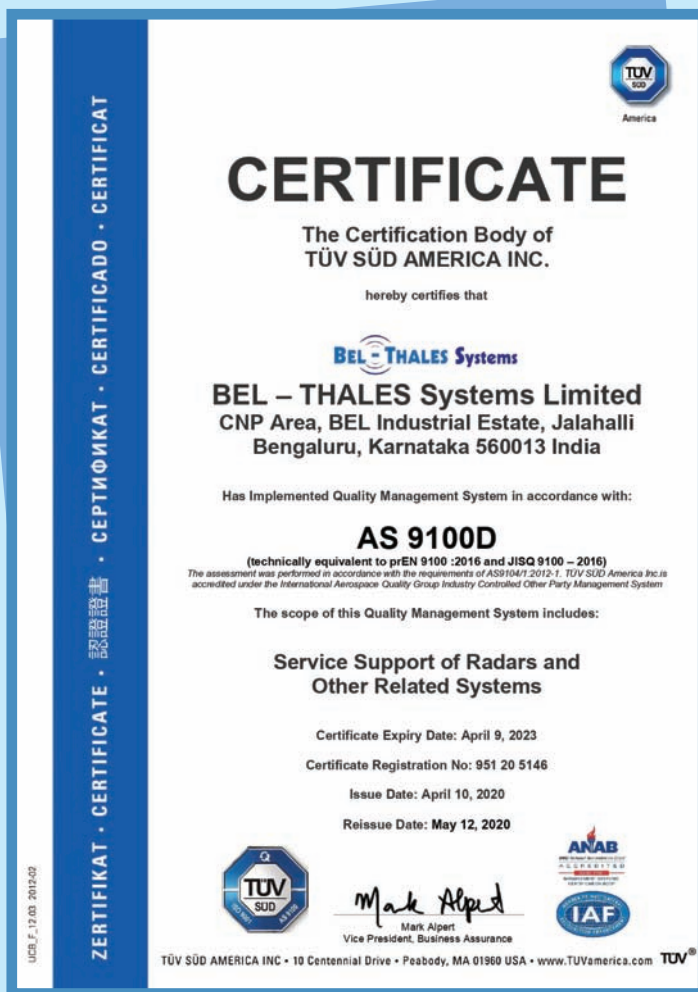 TÜV
SÜD
America
CERTIFICATE
The Certification Body of
TÜV SÜD AMERICA INC.
hereby certifies that
BEL - THALES Systems
BEL – THALES Systems Limited
CNP Area, BEL Industrial Estate, Jalahalli
Bengaluru, Karnataka 560013 India
Has Implemented Quality Management System in accordance with:
AS 9100D
(technically equivalent to prEN 9100 :2016 and JISQ 9100 – 2016)
The assessment was performed in accordance with the requirements of AS9104/1:2012-1. TÜV SÜD America Inc.is
accredited under the International Aerospace Quality Group Industry Controlled Other Party Management System
The scope of this Quality Management System includes:
Service Support of Radars and
Other Related Systems
Certificate Expiry Date: April 9, 2023
Certificate Registration No: 951 20 5146
Issue Date: April 10, 2020
Reissue Date: May 12, 2020
Q
TÜV
SÜD
ISO 9001
AS 9100
Mark Alpert
Mark Alpert
Vice President, Business Assurance
ANAB
ACCREDITED
IAF
TÜV SÜD AMERICA INC • 10 Centennial Drive • Peabody, MA 01960 USA • www.TUVamerica.com TÜV®
ZERTIFIKAT • CERTIFICATE • 認證證書 • СЕРТИФИКАТ • CERTIFICADO • CERTIFICAT
UCB_F_12.03 2012-02